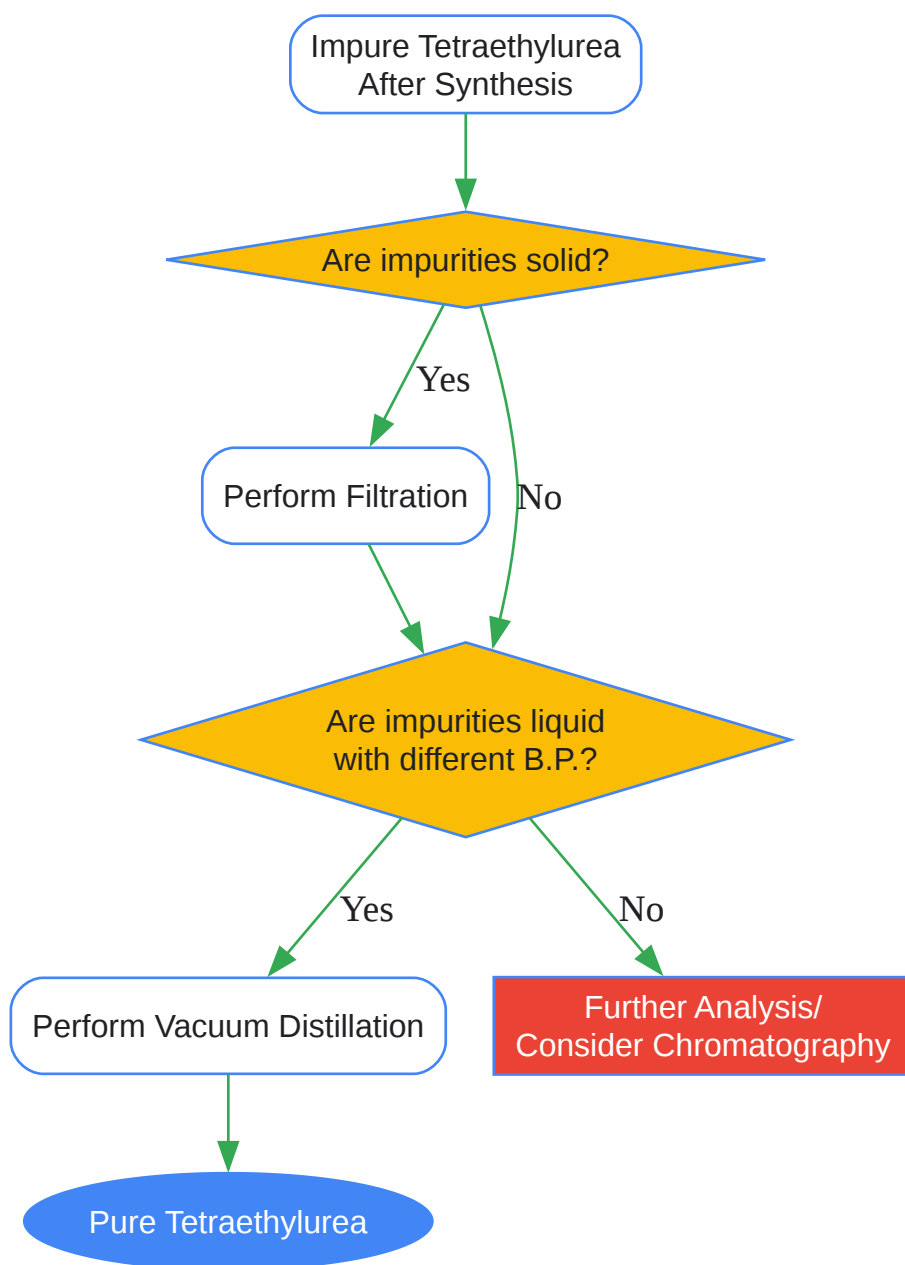 Impure Tetraethylurea
After Synthesis
Are impurities solid?
Yes
Perform Filtration
No
Are impurities liquid
with different B.P.?
Yes
No
Perform Vacuum Distillation
Further Analysis/
Consider Chromatography
Pure Tetraethylurea